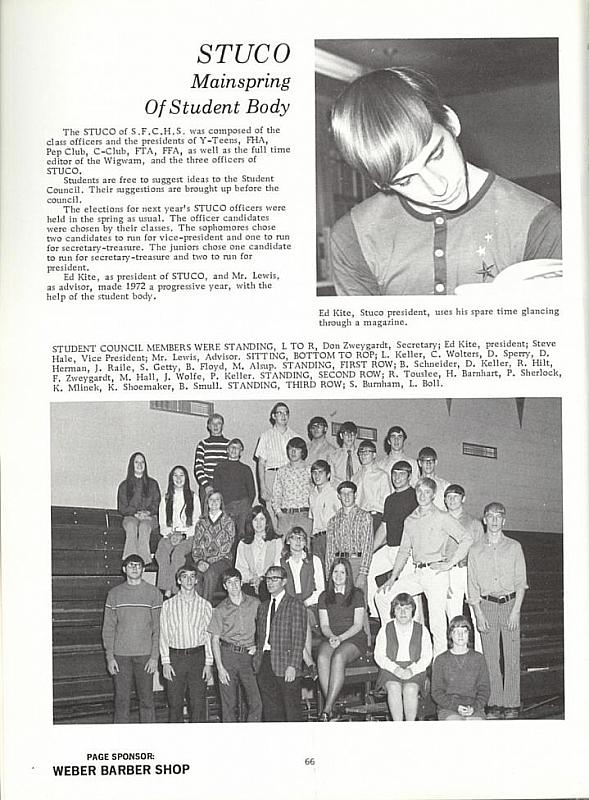 STUCO
Mainspring
Of Student Body
The STUCO of S.F.C.H.S. was composed of the
class officers and the presidents of Y-Teens, FHA,
Pep Club, C-Club, FTA, FFA, as well as the full time
editor of the Wigwam, and the three officers of
STUCO.
Students are free to suggest ideas to the Student
Council. Their suggestions are brought up before the
council.
The elections for next year's STUCO officers were
held in the spring as usual. The officer candidates
were chosen by their classes. The sophomores chose
two candidates to run for vice-president and one to run
for secretary-treasure. The juniors chose one candidate
to run for secretary-treasure and two to run for
president.
Ed Kite, as president of STUCO, and Mr. Lewis,
as advisor, made 1972 a progressive year, with the
help of the student body.
Ed Kite, Stuco president, uses his spare time glancing
through a magazine.
STUDENT COUNCIL MEMBERS WERE STANDING, L TO R, Don Zweygardt, Secretary; Ed Kite, president; Steve
Hale, Vice President; Mr. Lewis, Advisor. SITTING, BOTTOM TO ROP; L. Keller, C. Wolters, D. Sperry, D.
Herman, J. Raile, S. Getty, B. Floyd, M. Alsup. STANDING, FIRST ROW; B. Schneider, D. Keller, R. Hilt,
F. Zweygardt, M. Hall, J. Wolfe, P. Keller. STANDING, SECOND ROW; R. Touslee, H. Barnhart, P. Sherlock,
K. Mlinek, K. Shoemaker, B. Smull. STANDING, THIRD ROW; S. Burnham, L. Boll.
PAGE SPONSOR:
WEBER BARBER SHOP
66